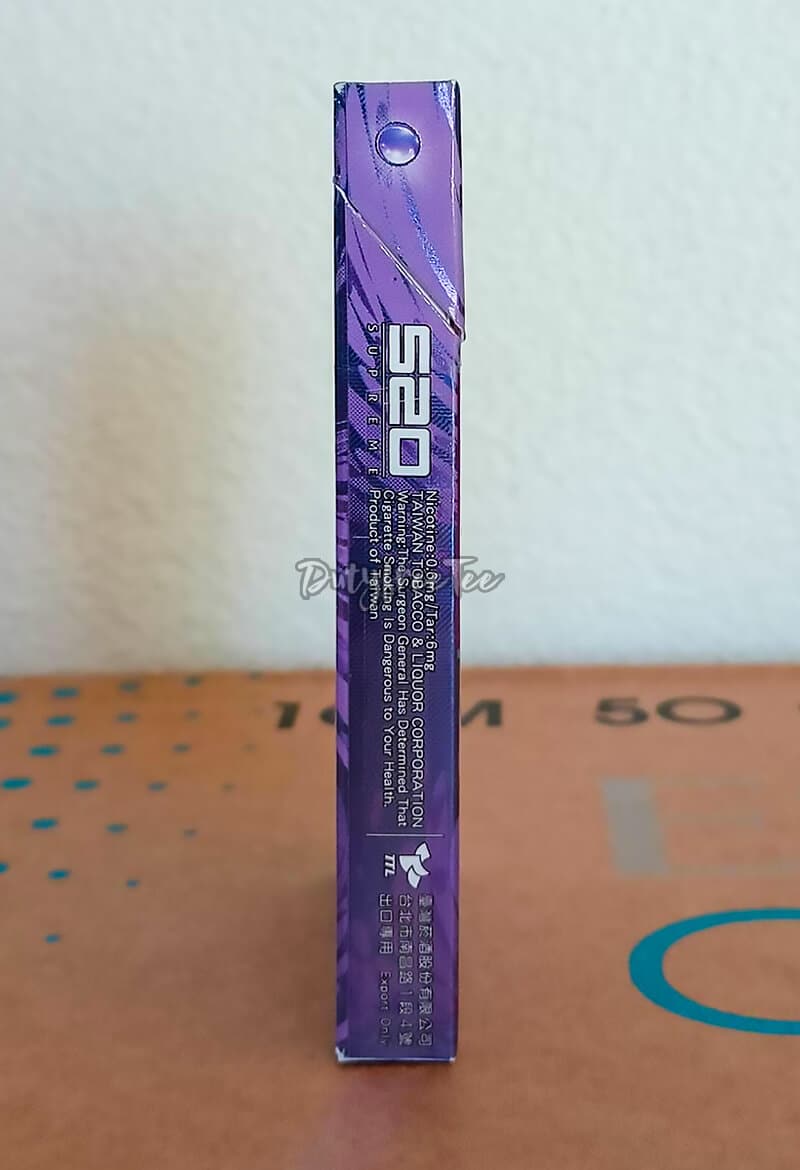 520
SUPREME
Nicotine:0.6mg/Tar:6mg
TAIWAN TOBACCO & LIQUOR CORPORATION
Warning:The Surgeon General Has Determined That
Cigarette Smoking Is Dangerous to Your Health.
Product of Taiwan
TTL
臺灣菸酒股份有限公司
台北市南昌路1段4號
出口專用 Export Only
Tee
50